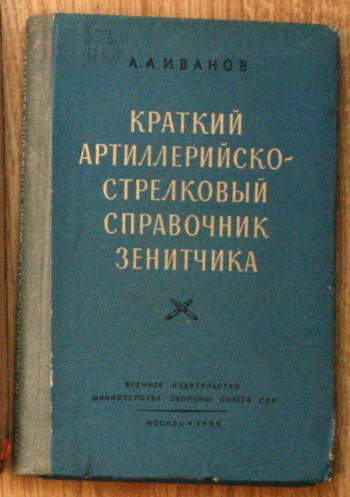 А.А.ИВАНОВ
КРАТКИЙ
АРТИЛЛЕРИЙСКО-
СТРЕЛКОВЫЙ
СПРАВОЧНИК
ЗЕНИТЧИКА
ВОЕННОЕ ИЗДАТЕЛЬСТВО
МИНИСТЕРСТВА ОБОРОНЫ СОЮЗА ССР
МОСКВА •